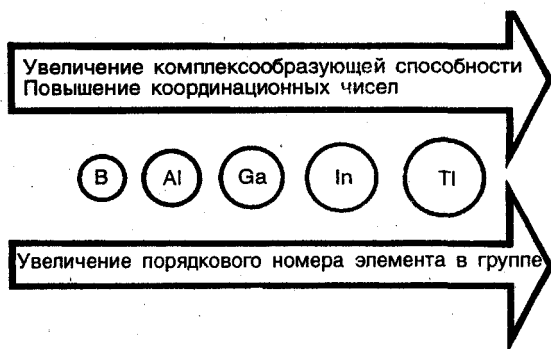 Увеличение комплексообразующей способности
Повышение координационных чисел
B Al Ga In Tl
Увеличение порядкового номера элемента в группе